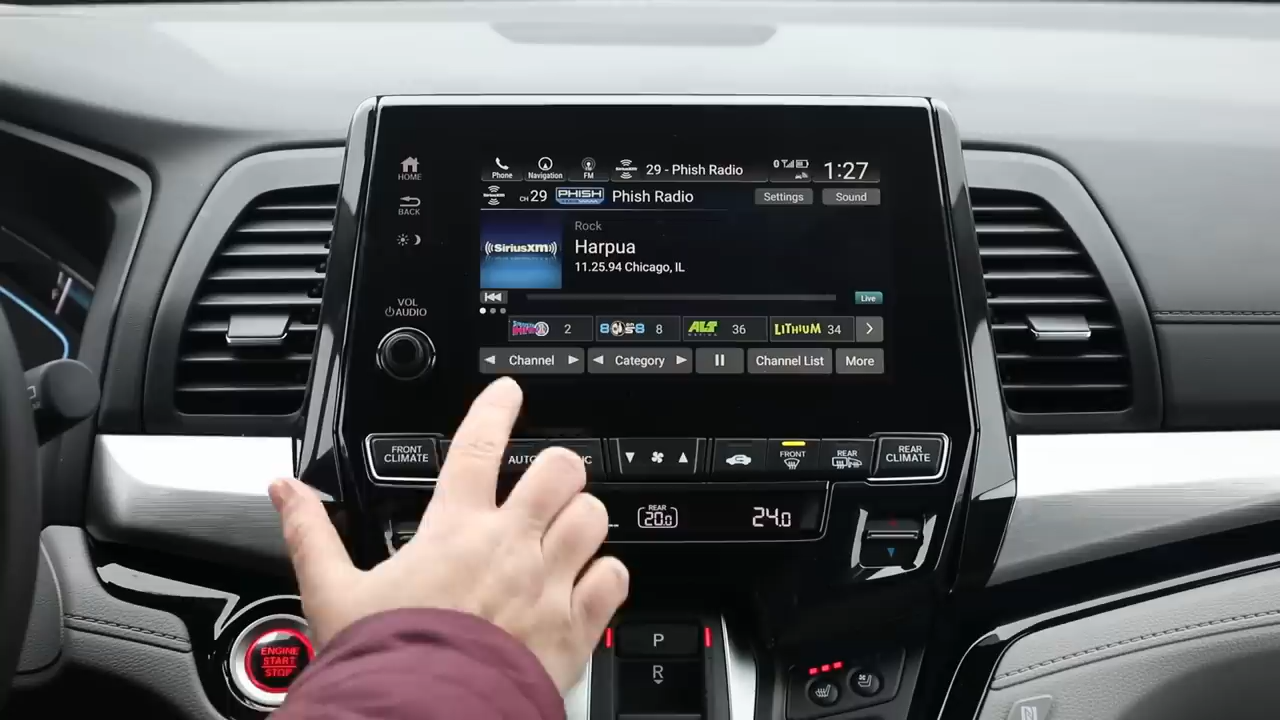 HOME
BACK
VOL
AUDIO
Phone
Navigation
FM
29 - Phish Radio
1:27
CH 29
PHISH
Phish Radio
Settings
Sound
Rock
((SiriusXM))
Harpua
11.25.94 Chicago, IL
Live
2
80s 8
ALT 36
LITHIUM 34
Channel
Category
Channel List
More
FRONT CLIMATE
AUTO
FRONT
REAR
REAR CLIMATE
REAR
20.0
24.0
ENGINE
START
STOP
P
R